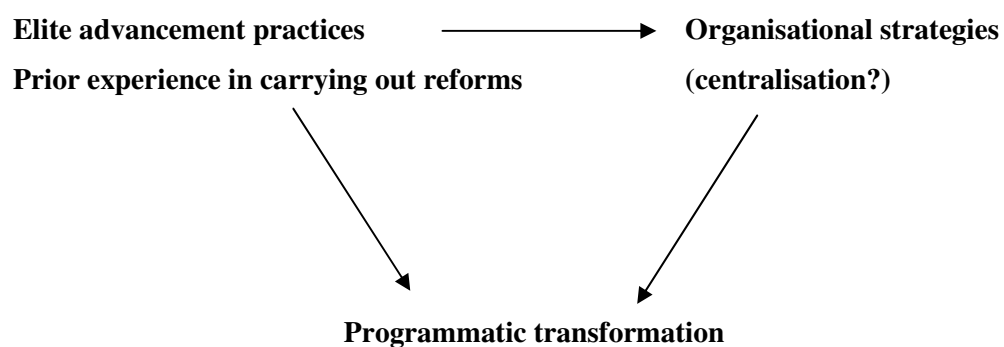 Elite advancement practices
Organisational strategies
Prior experience in carrying out reforms
(centralisation?)
Programmatic transformation